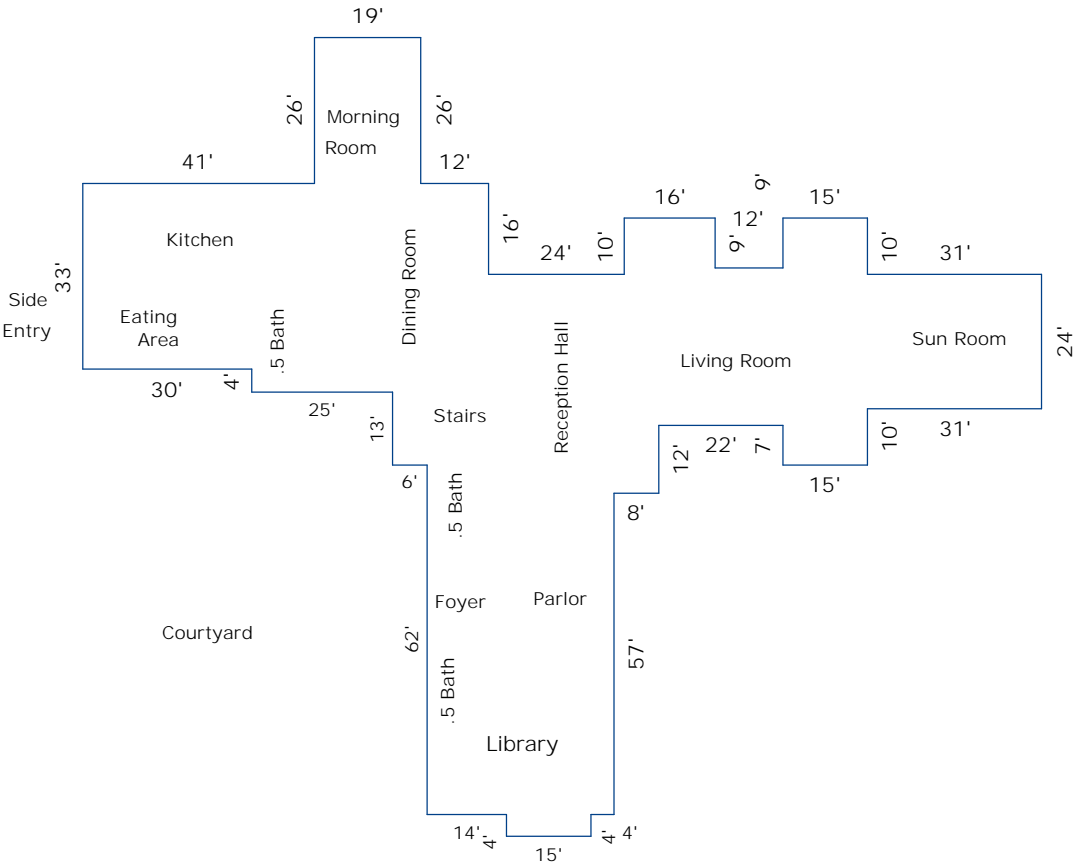 19'
26'
Morning
Room
26'
41'
12'
9'
16'
12'
15'
Kitchen
16'
24'
10'
9'
10'
31'
Dining Room
33'
Side
Entry
Eating
Area
.5 Bath
Reception Hall
Living Room
Sun Room
24'
30'
4'
25'
13'
Stairs
12'
22'
7'
10'
31'
6'
.5 Bath
8'
15'
Foyer
Parlor
Courtyard
62'
57'
.5 Bath
Library
14'
4'
15'
4'
4'